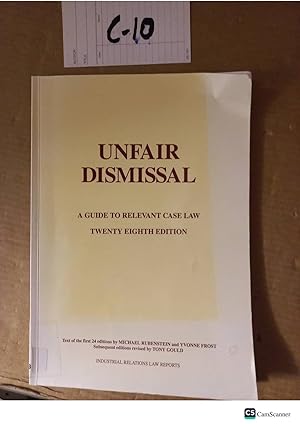 C-10
UNFAIR
DISMISSAL
A GUIDE TO RELEVANT CASE LAW
TWENTY EIGHTH EDITION
Text of the first 24 editions by MICHAEL RUBENSTEIN and YVONNE FROST
Subsequent editions revised by TONY GOULD
INDUSTRIAL RELATIONS LAW REPORTS
CS CamScanner